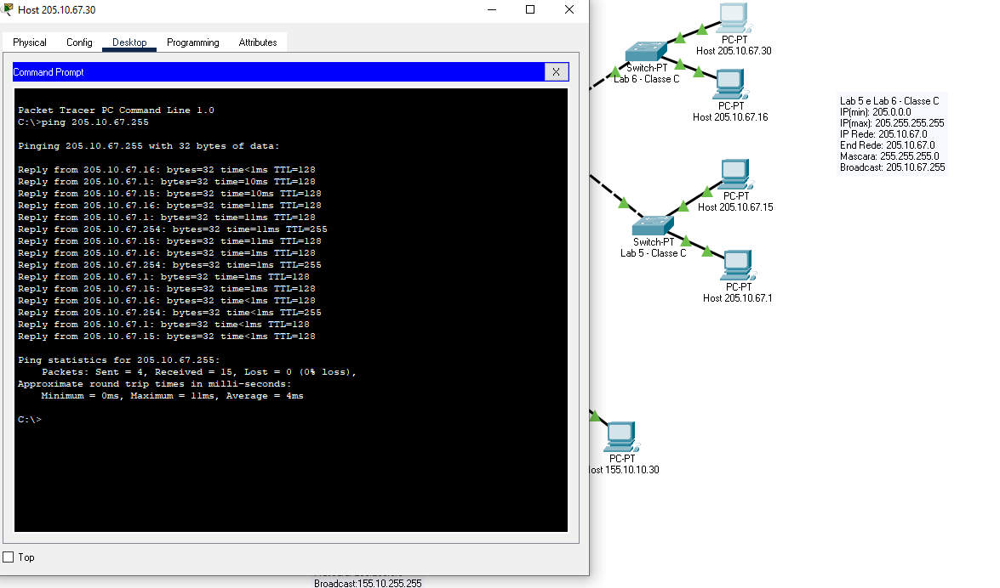 Host 205.10.67.30
Physical Config Desktop Programming Attributes
Command Prompt
X
Packet Tracer PC Command Line 1.0
C:\>ping 205.10.67.255
Pinging 205.10.67.255 with 32 bytes of data:
Reply from 205.10.67.16: bytes=32 time<1ms TTL=128
Reply from 205.10.67.1: bytes=32 time=10ms TTL=128
Reply from 205.10.67.15: bytes=32 time=10ms TTL=128
Reply from 205.10.67.16: bytes=32 time=11ms TTL=128
Reply from 205.10.67.1: bytes=32 time=11ms TTL=128
Reply from 205.10.67.254: bytes=32 time=11ms TTL=255
Reply from 205.10.67.15: bytes=32 time=11ms TTL=128
Reply from 205.10.67.16: bytes=32 time=1ms TTL=128
Reply from 205.10.67.254: bytes=32 time=1ms TTL=255
Reply from 205.10.67.1: bytes=32 time=1ms TTL=128
Reply from 205.10.67.15: bytes=32 time=1ms TTL=128
Reply from 205.10.67.16: bytes=32 time<1ms TTL=128
Reply from 205.10.67.254: bytes=32 time<1ms TTL=255
Reply from 205.10.67.1: bytes=32 time<1ms TTL=128
Reply from 205.10.67.15: bytes=32 time<1ms TTL=128
Ping statistics for 205.10.67.255:
Packets: Sent = 4, Received = 15, Lost = 0 (0% loss),
Approximate round trip times in milli-seconds:
Minimum = 0ms, Maximum = 11ms, Average = 4ms
C:\>
Top
PC-PT
Host 205.10.67.30
Switch-PT
Lab 6 - Classe C
PC-PT
Host 205.10.67.16
Lab 5 e Lab 6 - Classe C
IP(min): 205.0.0.0
IP(max): 205.255.255.255
IP Rede: 205.10.67.0
End Rede: 205.10.67.0
Mascara: 255.255.255.0
Broadcast: 205.10.67.255
PC-PT
Host 205.10.67.15
Switch-PT
Lab 5 - Classe C
PC-PT
Host 205.10.67.1
PC-PT
ost 155.10.10.30
Broadcast:155.10.255.255